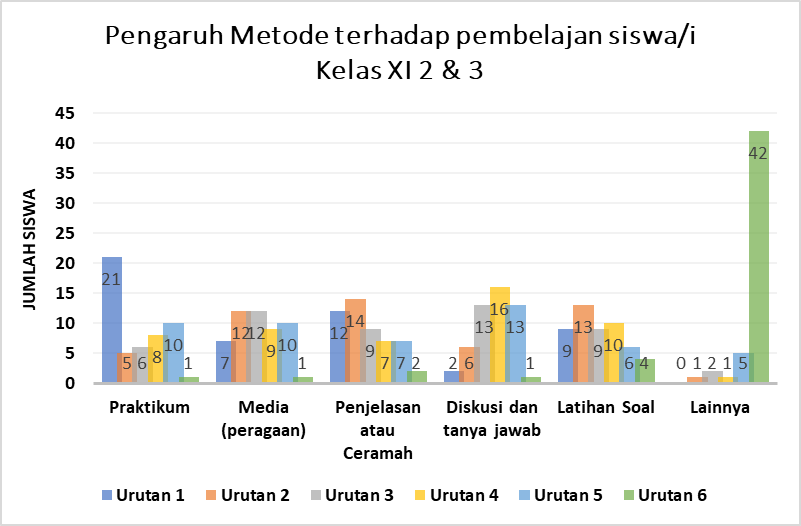 Pengaruh Metode terhadap pembelajan siswa/i
Kelas XI 2 & 3
JUMLAH SISWA
45
40
35
30
25
20
15
10
5
0
21 5 6 8 10 1
7 12 12 9 10 1
12 14 9 7 7 2
2 6 13 16 13 1
9 13 9 10 6 4
0 1 2 1 5 42
Praktikum
Media
(peragaan)
Penjelasan
atau
Ceramah
Diskusi dan
tanya jawab
Latihan Soal
Lainnya
Urutan 1 Urutan 2 Urutan 3 Urutan 4 Urutan 5 Urutan 6